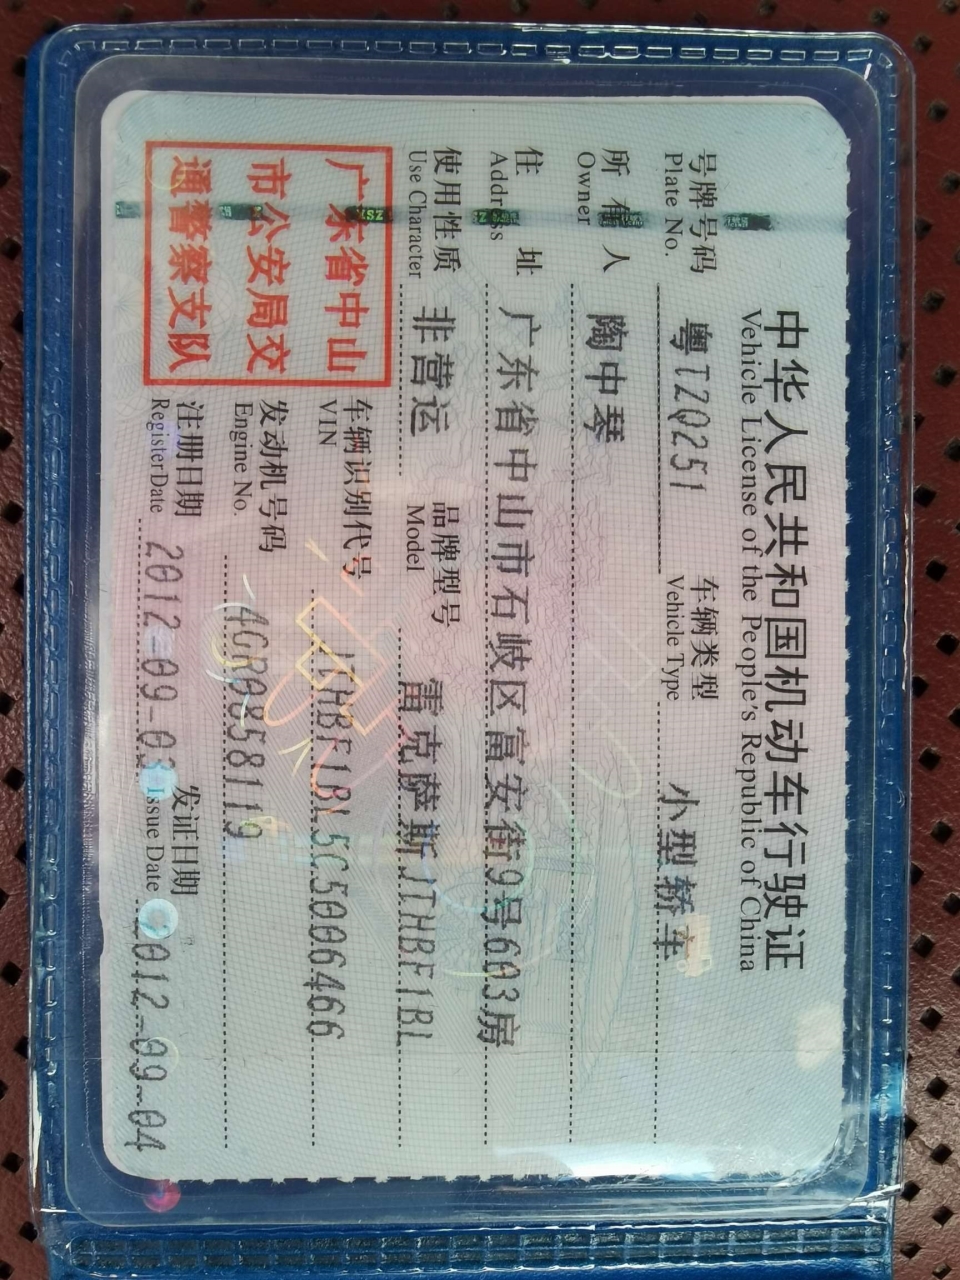 中华人民共和国机动车行驶证
Vehicle License of the People's Republic of China
号牌号码 粤TZQ251 车辆类型 小型轿车
Plate No. Vehicle Type
所有人 陶中琴
Owner
住址 广东省中山市石岐区富安街9号603房
Address
使用性质 非营运 品牌型号 雷克萨斯JTHBF1BL
Use Character Model
广东省中山
市公安局交
通警察支队
车辆识别代号 JTHBF1BL5C5006466
VIN
发动机号码 4GR0858119
Engine No.
注册日期 2012-09-03 发证日期 2012-09-04
Register Date Issue Date